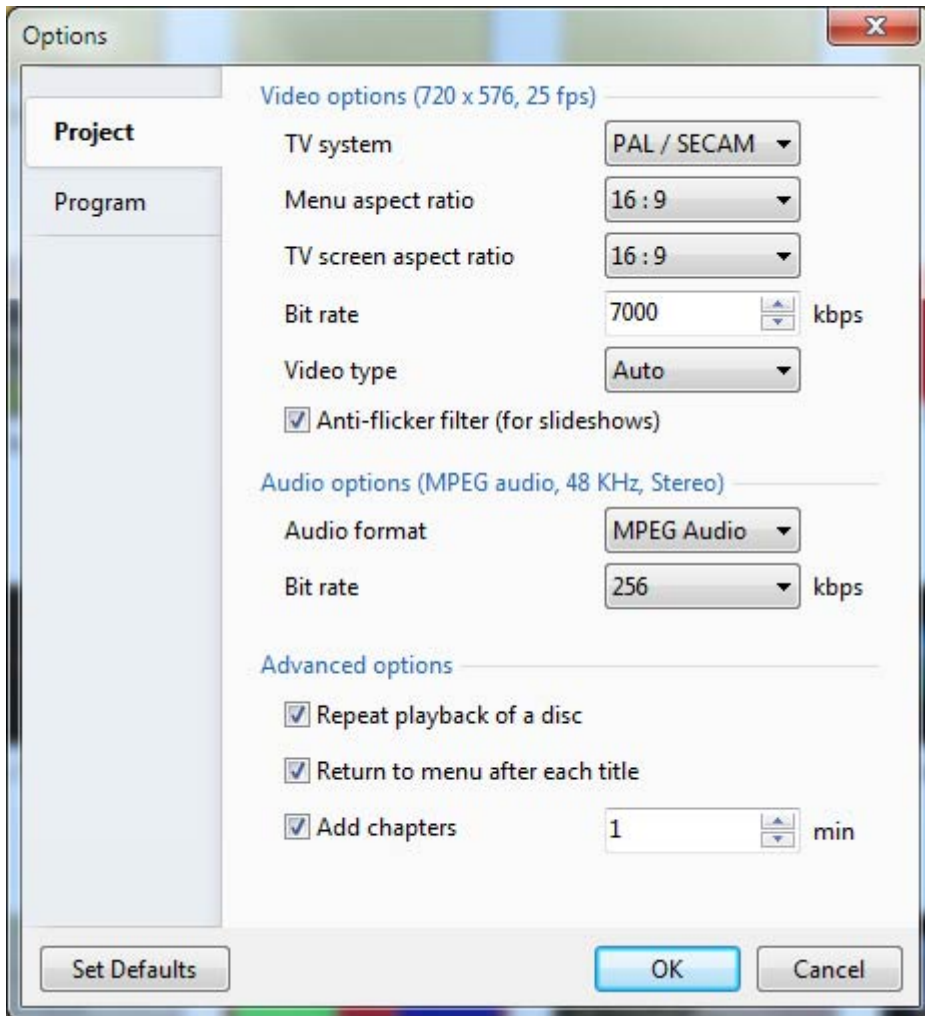 Options
Project
Program
Video options (720 x 576, 25 fps)
TV system PAL / SECAM
Menu aspect ratio 16 : 9
TV screen aspect ratio 16 : 9
Bit rate 7000 kbps
Video type Auto
Anti-flicker filter (for slideshows)
Audio options (MPEG audio, 48 KHz, Stereo)
Audio format MPEG Audio
Bit rate 256 kbps
Advanced options
Repeat playback of a disc
Return to menu after each title
Add chapters 1 min
Set Defaults OK Cancel